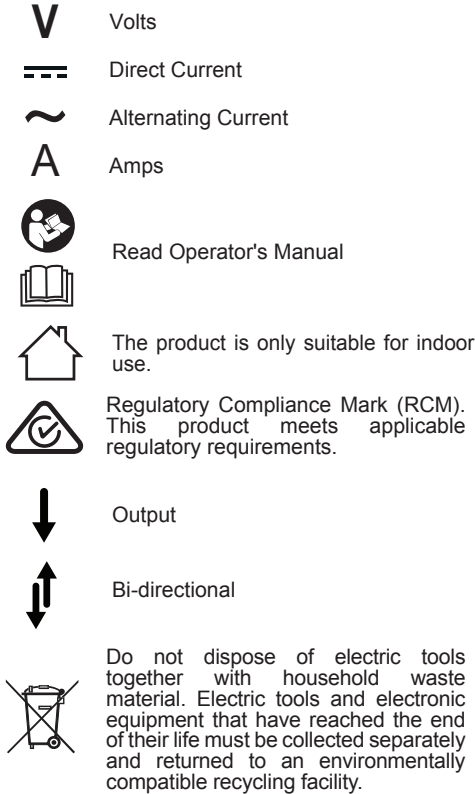 V Volts
Direct Current
Alternating Current
A Amps
Read Operator's Manual
The product is only suitable for indoor
use.
Regulatory Compliance Mark (RCM).
This product meets applicable
regulatory requirements.
Output
Bi-directional
Do not dispose of electric tools
together with household waste
material. Electric tools and electronic
equipment that have reached the end
of their life must be collected separately
and returned to an environmentally
compatible recycling facility.